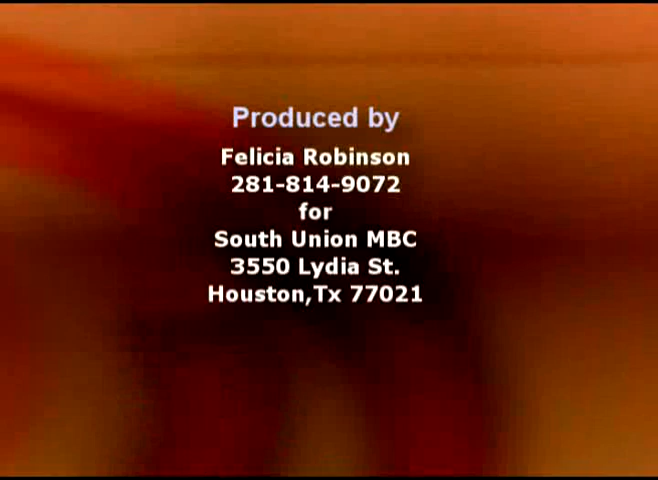 Produced by
Felicia Robinson
281-814-9072
for
South Union MBC
3550 Lydia St.
Houston,Tx 77021